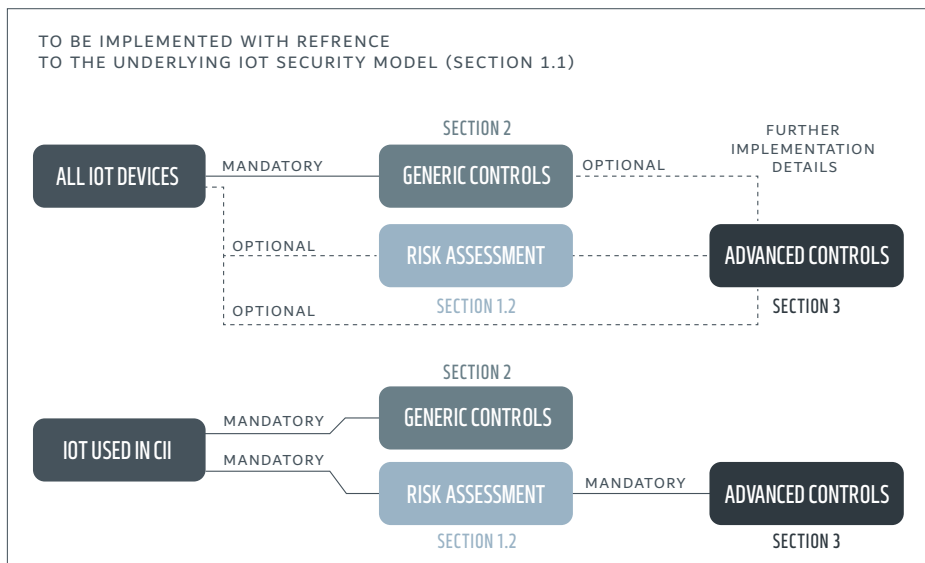 TO BE IMPLEMENTED WITH REFRENCE
TO THE UNDERLYING IOT SECURITY MODEL (SECTION 1.1)
SECTION 2
FURTHER
IMPLEMENTATION
DETAILS
ALL IOT DEVICES
MANDATORY
GENERIC CONTROLS
OPTIONAL
OPTIONAL
RISK ASSESSMENT
ADVANCED CONTROLS
OPTIONAL
SECTION 1.2
SECTION 3
SECTION 2
IOT USED IN CII
MANDATORY
GENERIC CONTROLS
MANDATORY
RISK ASSESSMENT
MANDATORY
ADVANCED CONTROLS
SECTION 1.2
SECTION 3